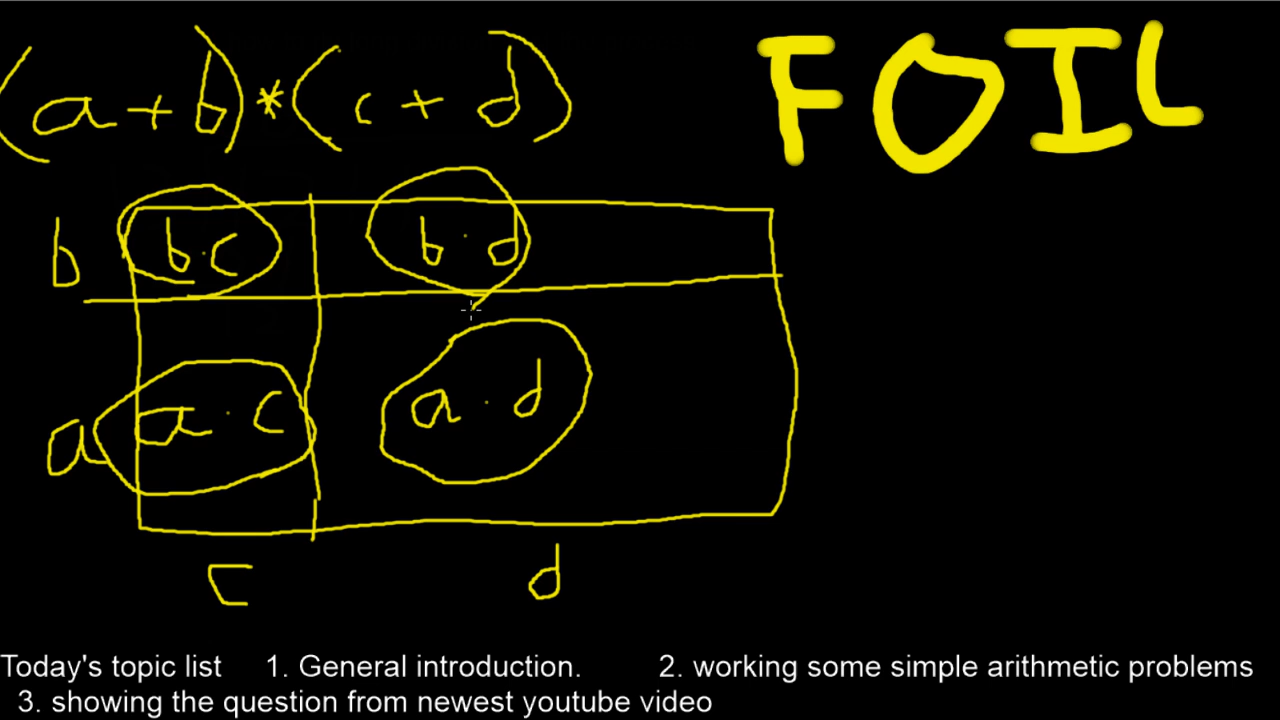 (a+b)*(c+d)
FOIL
b b·c b·d
a a·c a·d
c d
Today's topic list 1. General introduction. 2. working some simple arithmetic problems
3. showing the question from newest youtube video